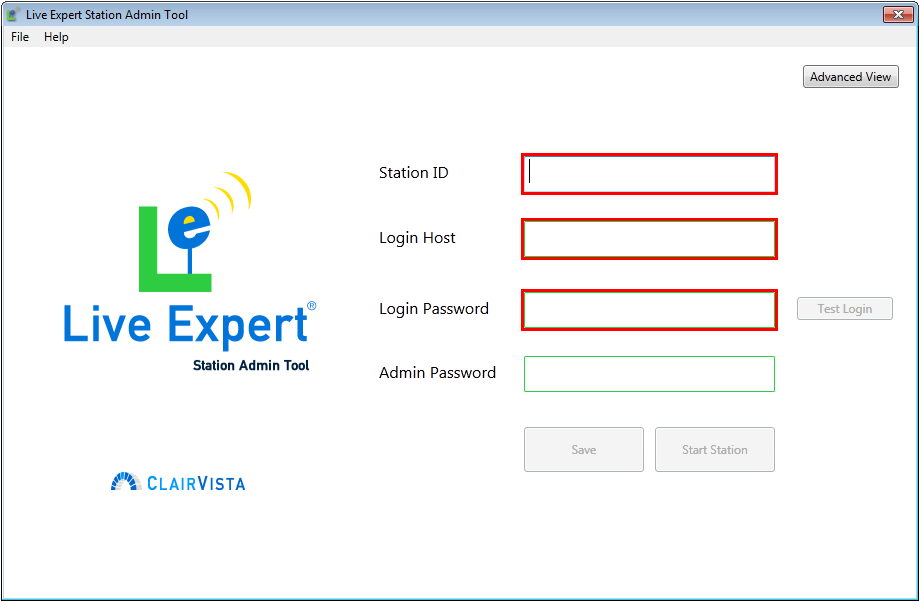 Live Expert Station Admin Tool
File Help
Advanced View
Station ID
Login Host
Login Password
Test Login
Admin Password
Save
Start Station
Le
Live Expert®
Station Admin Tool
CLAIRVISTA